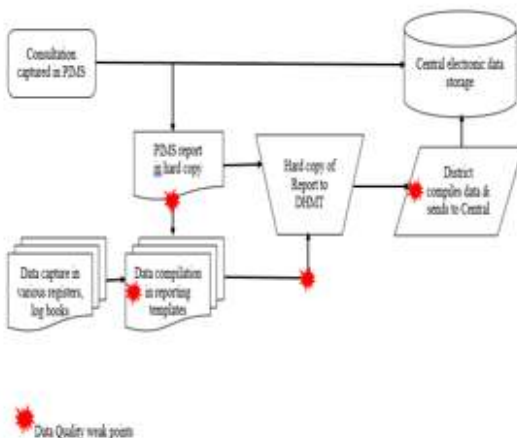 Consultation
captured in PIMS
Central electronic data
storage
PIMS report
in hard copy
Hard copy of
Report to
DHMT
District
compiles data &
sends to Central
Data capture in
various registers,
log books
Data compilation
in reporting
templates
Data Quality weak points